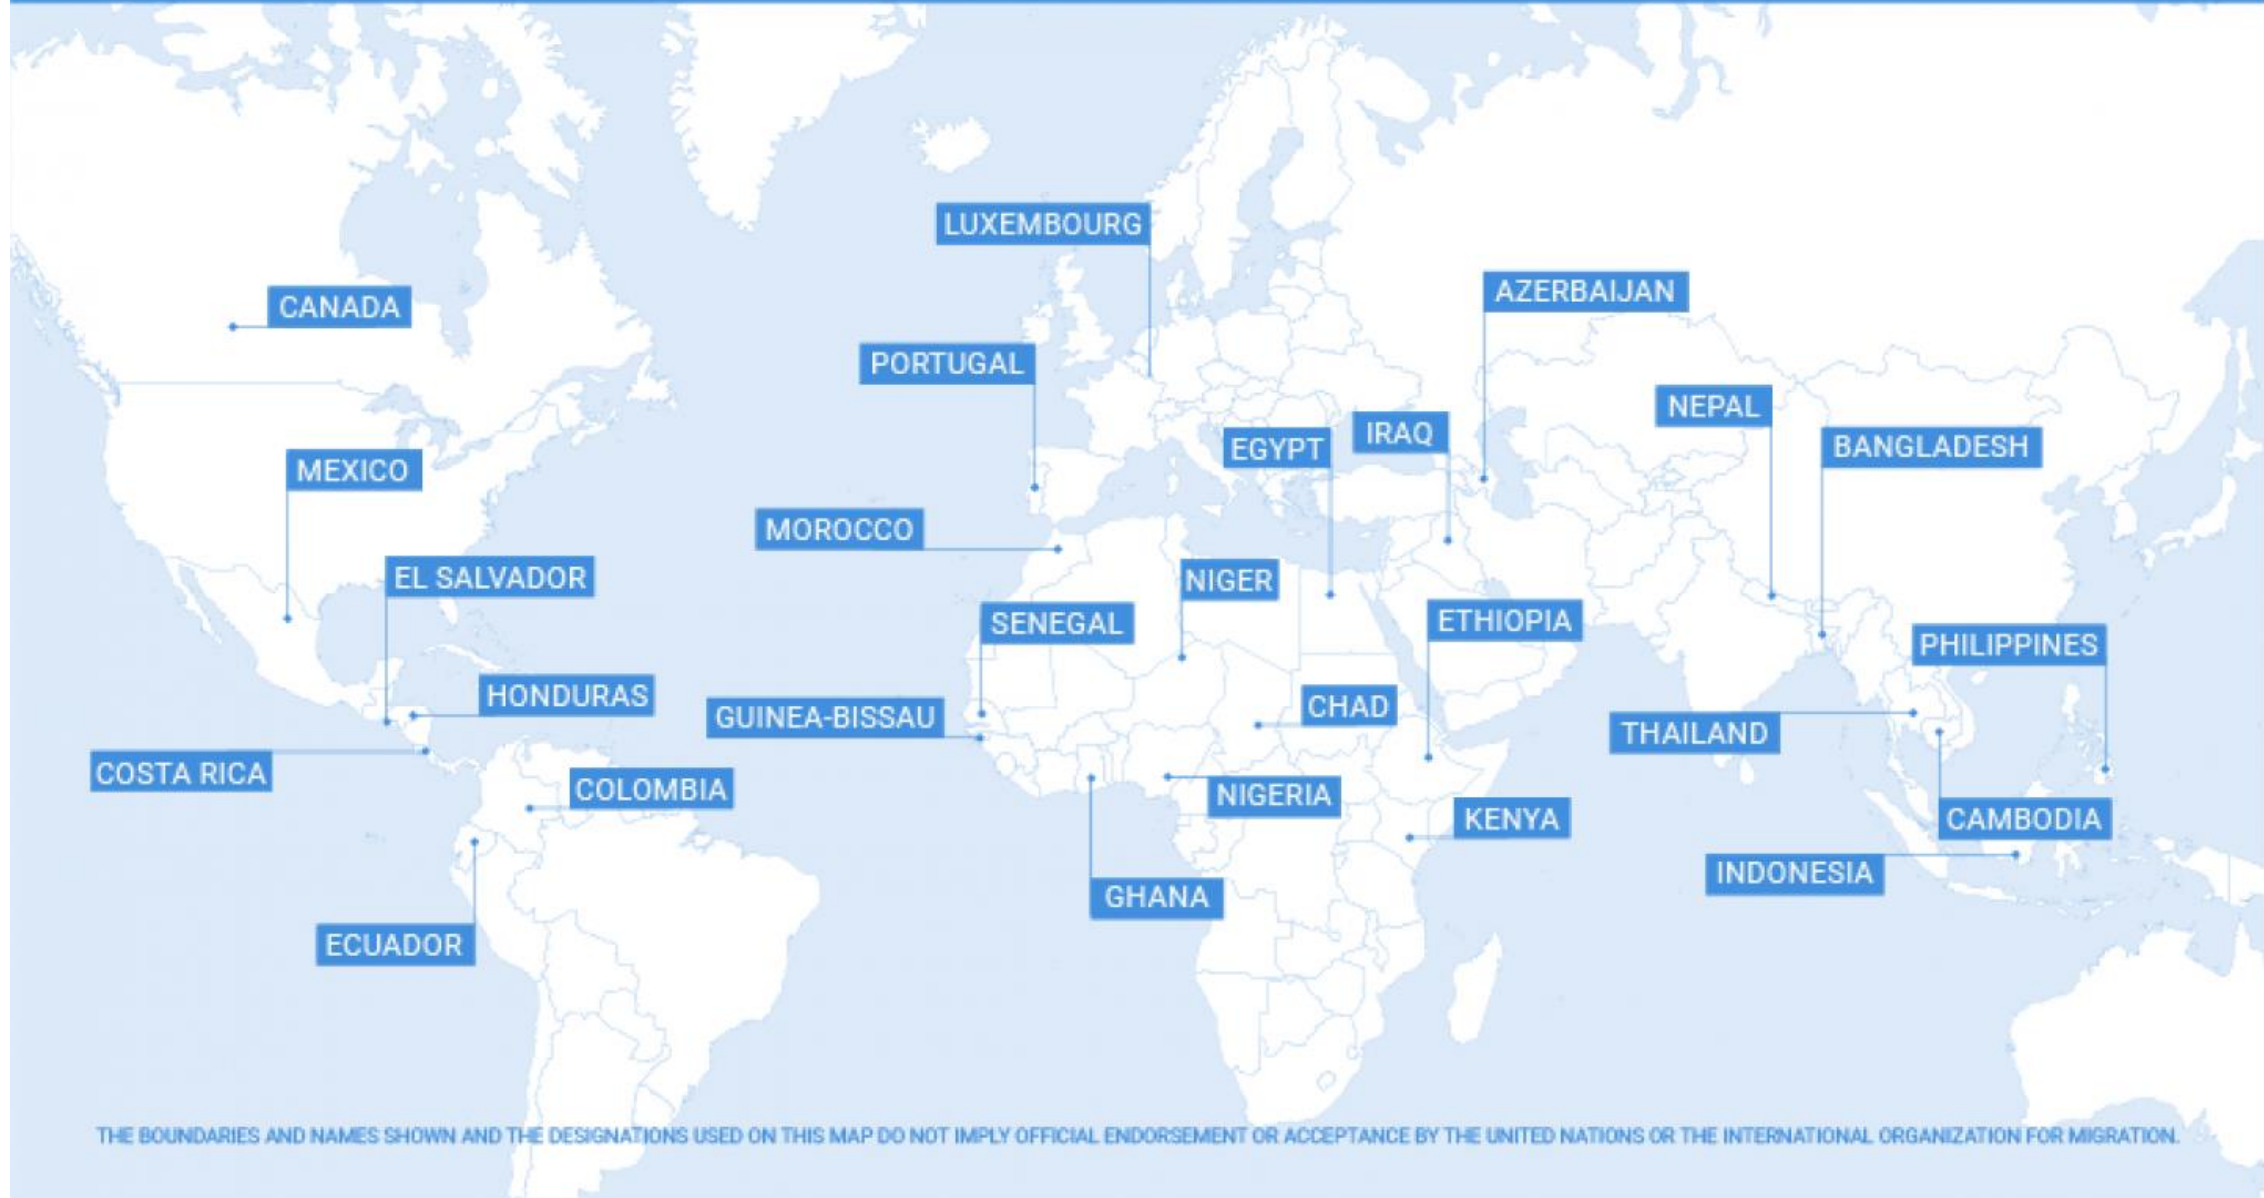 LUXEMBOURG
AZERBAIJAN
CANADA
PORTUGAL
NEPAL
IRAQ
EGYPT
BANGLADESH
MEXICO
MOROCCO
EL SALVADOR
NIGER
SENEGAL
ETHIOPIA
PHILIPPINES
HONDURAS
CHAD
GUINEA-BISSAU
THAILAND
COSTA RICA
COLOMBIA
NIGERIA
KENYA
CAMBODIA
INDONESIA
GHANA
ECUADOR
THE BOUNDARIES AND NAMES SHOWN AND THE DESIGNATIONS USED ON THIS MAP DO NOT IMPLY OFFICIAL ENDORSEMENT OR ACCEPTANCE BY THE UNITED NATIONS OR THE INTERNATIONAL ORGANIZATION FOR MIGRATION.